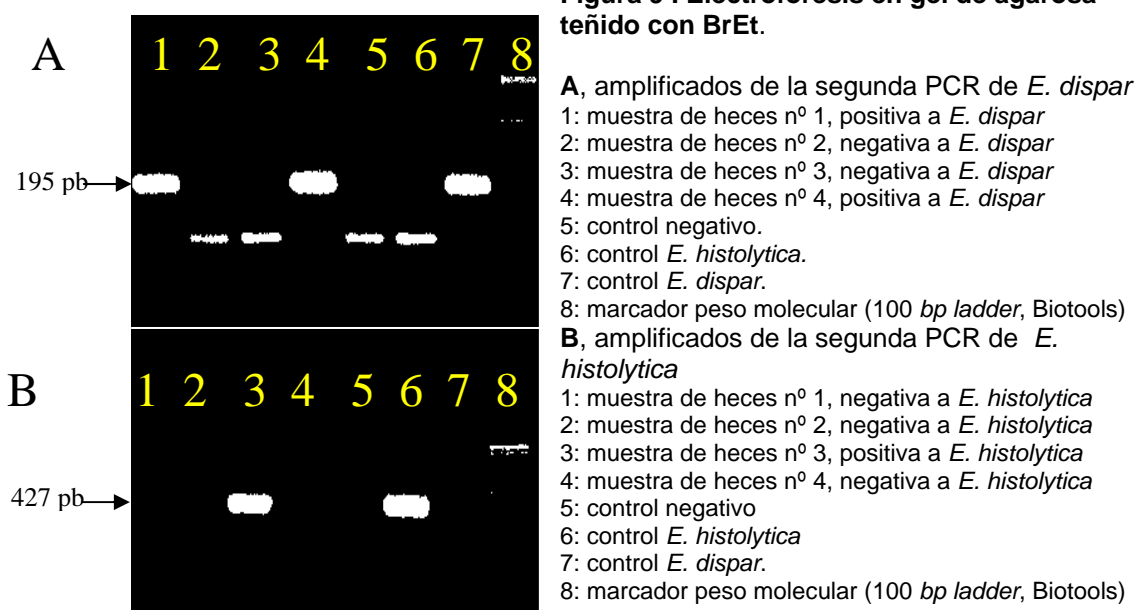 teñido con BrEt.
A
1 2 3 4 5 6 7 8
195 pb
A, amplificados de la segunda PCR de E. dispar
1: muestra de heces nº 1, positiva a E. dispar
2: muestra de heces nº 2, negativa a E. dispar
3: muestra de heces nº 3, negativa a E. dispar
4: muestra de heces nº 4, positiva a E. dispar
5: control negativo.
6: control E. histolytica.
7: control E. dispar.
8: marcador peso molecular (100 bp ladder, Biotools)
B
1 2 3 4 5 6 7 8
427 pb
B, amplificados de la segunda PCR de E.
histolytica
1: muestra de heces nº 1, negativa a E. histolytica
2: muestra de heces nº 2, negativa a E. histolytica
3: muestra de heces nº 3, positiva a E. histolytica
4: muestra de heces nº 4, negativa a E. histolytica
5: control negativo
6: control E. histolytica
7: control E. dispar.
8: marcador peso molecular (100 bp ladder, Biotools)